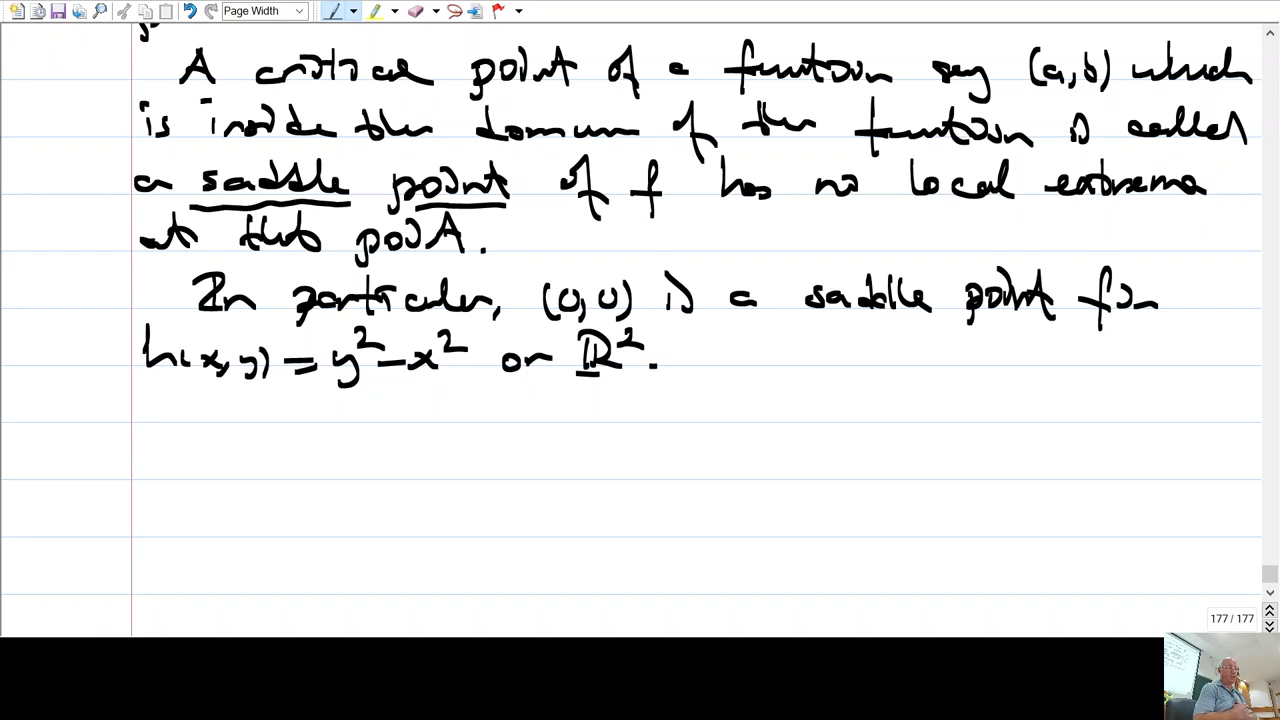 Page Width
A critical point of a function say (a,b) which
is inside the domain of the function is called
a saddle point of f has no local extrema
at that point.
In particular, (0,0) is a saddle point for
h(x,y) = y² - x² on ℝ².
177 / 177